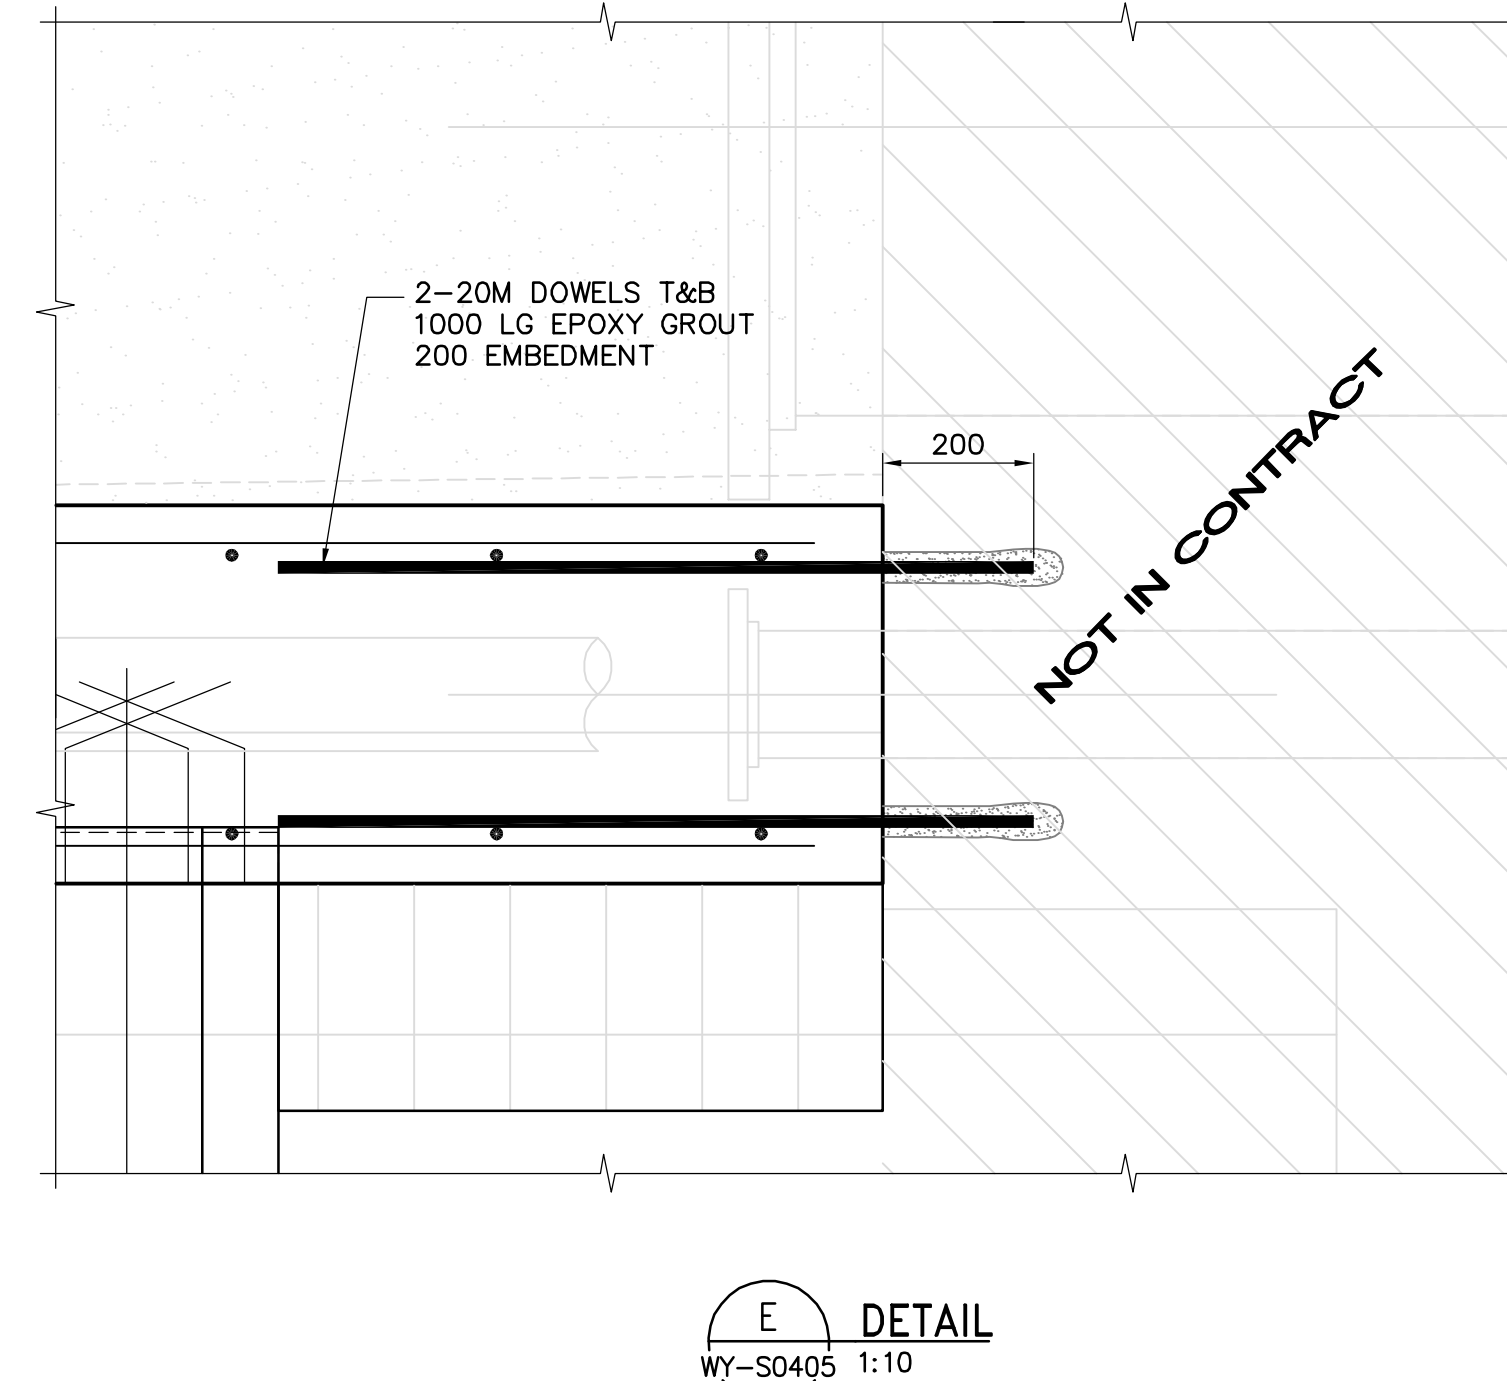 2-20M DOWELS T&B
1000 LG EPOXY GROUT
200 EMBEDMENT
200
NOT IN CONTRACT
E
DETAIL
WY-S0405
1:10